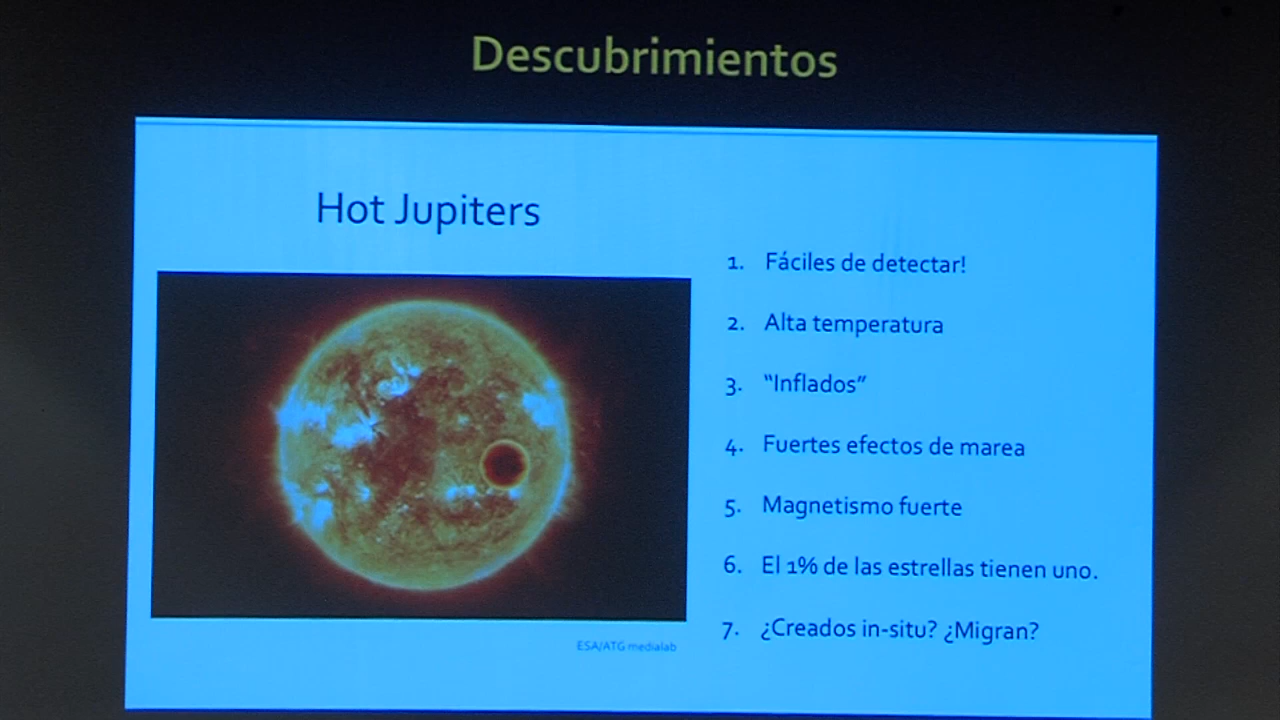 Descubrimientos
Hot Jupiters
1. Fáciles de detectar!
2. Alta temperatura
3. “Inflados”
4. Fuertes efectos de marea
5. Magnetismo fuerte
6. El 1% de las estrellas tienen uno.
7. ¿Creados in-situ? ¿Migran?
ESA/ATG medialab